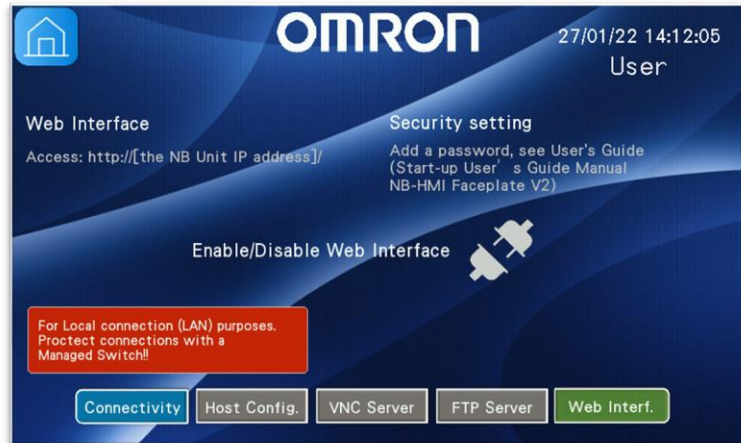 OMRON
27/01/22 14:12:05
User
Web Interface
Access: http://[the NB Unit IP address]/
Security setting
Add a password, see User's Guide
(Start-up User' s Guide Manual
NB-HMI Faceplate V2)
Enable/Disable Web Interface
For Local connection (LAN) purposes.
Proctect connections with a
Managed Switch!!
Connectivity
Host Config.
VNC Server
FTP Server
Web Interf.